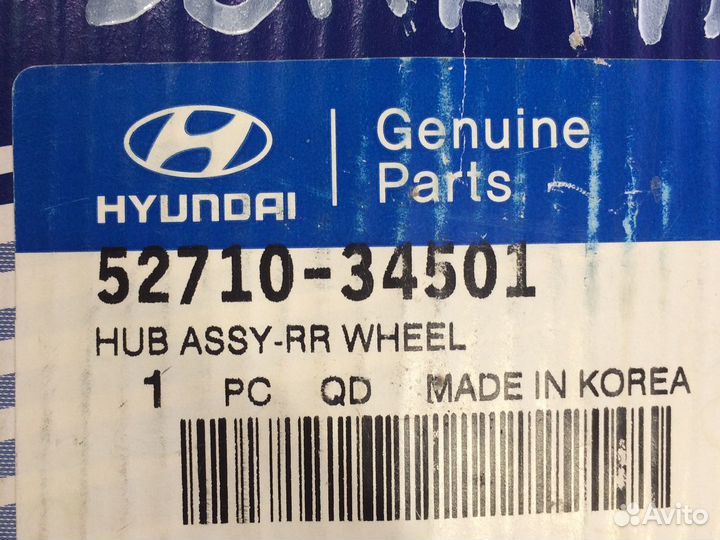 HYUNDAI
Genuine
Parts
52710-34501
HUB ASSY-RR WHEEL
1 PC QD MADE IN KOREA
Avito